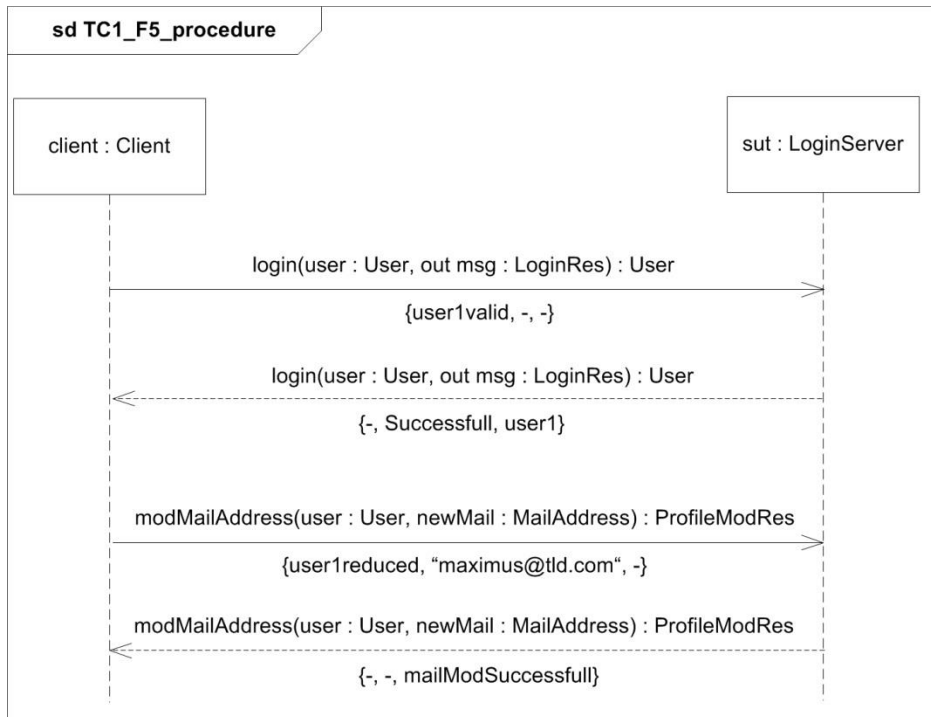 sd TC1_F5_procedure
client : Client
sut : LoginServer
login(user : User, out msg : LoginRes) : User
{user1valid, -, -}
login(user : User, out msg : LoginRes) : User
{-, Successfull, user1}
modMailAddress(user : User, newMail : MailAddress) : ProfileModRes
{user1reduced, “maximus@tld.com“, -}
modMailAddress(user : User, newMail : MailAddress) : ProfileModRes
{-, -, mailModSuccessfull}